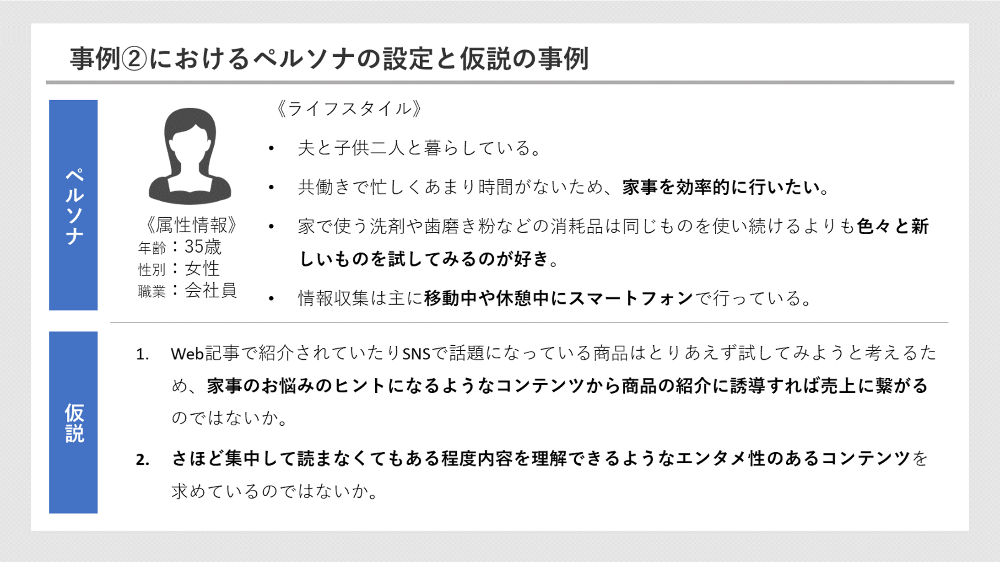 事例②におけるペルソナの設定と仮説の事例
ペルソナ
《属性情報》
年齢：35歳
性別：女性
職業：会社員
《ライフスタイル》
• 夫と子供二人と暮らしている。
• 共働きで忙しくあまり時間がないため、家事を効率的に行いたい。
• 家で使う洗剤や歯磨き粉などの消耗品は同じものを使い続けるよりも色々と新
しいものを試してみるのが好き。
• 情報収集は主に移動中や休憩中にスマートフォンで行っている。
仮説
1. Web記事で紹介されていたりSNSで話題になっている商品はとりあえず試してみようと考えるた
め、家事のお悩みのヒントになるようなコンテンツから商品の紹介に誘導すれば売上に繋がる
のではないか。
2. さほど集中して読まなくてもある程度内容を理解できるようなエンタメ性のあるコンテンツを
求めているのではないか。